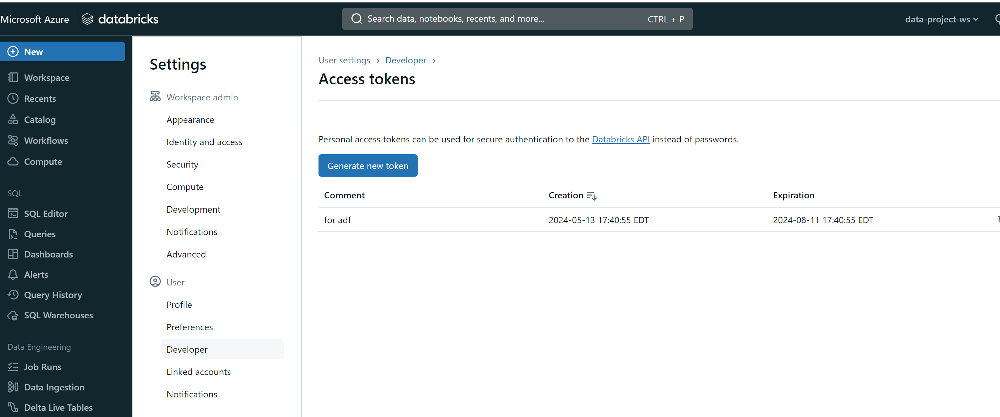 Microsoft Azure
databricks
Search data, notebooks, recents, and more...
CTRL + P
data-project-ws
New
Workspace
Recents
Catalog
Workflows
Compute
SQL
SQL Editor
Queries
Dashboards
Alerts
Query History
SQL Warehouses
Data Engineering
Job Runs
Data Ingestion
Delta Live Tables
Settings
Workspace admin
Appearance
Identity and access
Security
Compute
Development
Notifications
Advanced
User
Profile
Preferences
Developer
Linked accounts
Notifications
User settings > Developer >
Access tokens
Personal access tokens can be used for secure authentication to the Databricks API instead of passwords.
Generate new token
Comment Creation Expiration
for adf 2024-05-13 17:40:55 EDT 2024-08-11 17:40:55 EDT